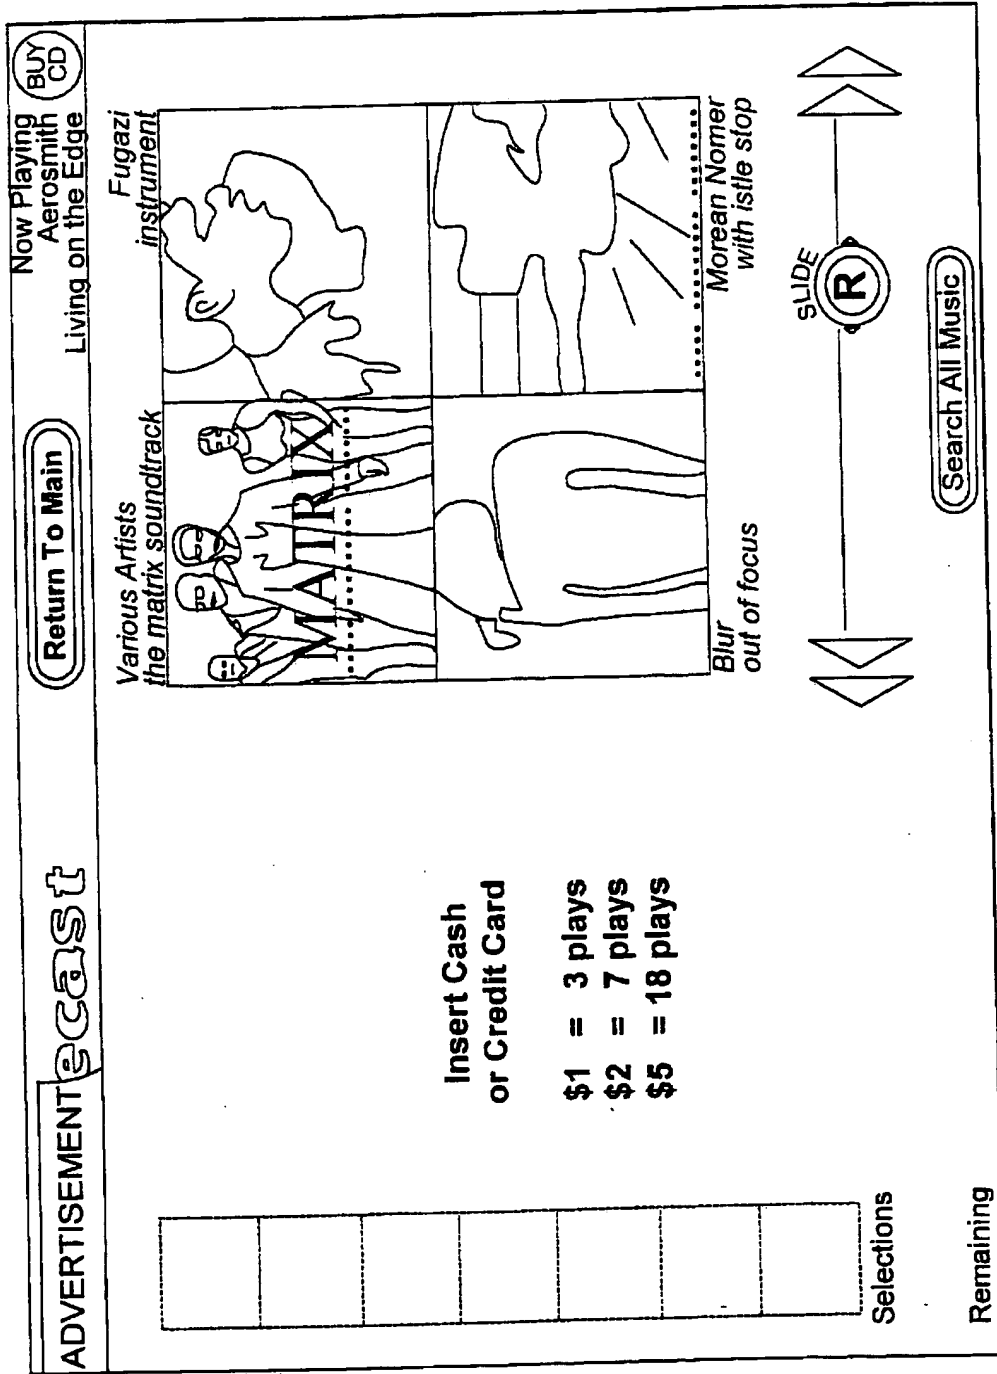 ADVERTISEMENT
ecast
Return To Main
Now Playing
Aerosmith
Living on the Edge
BUY
CD
Various Artists
the matrix soundtrack
Fugazi
instrument
MATRIX
Insert Cash
or Credit Card
$1 = 3 plays
$2 = 7 plays
$5 = 18 plays
Blur
out of focus
Morean Nomer
with istle stop
SLIDE
R
Selections
Search All Music
Remaining